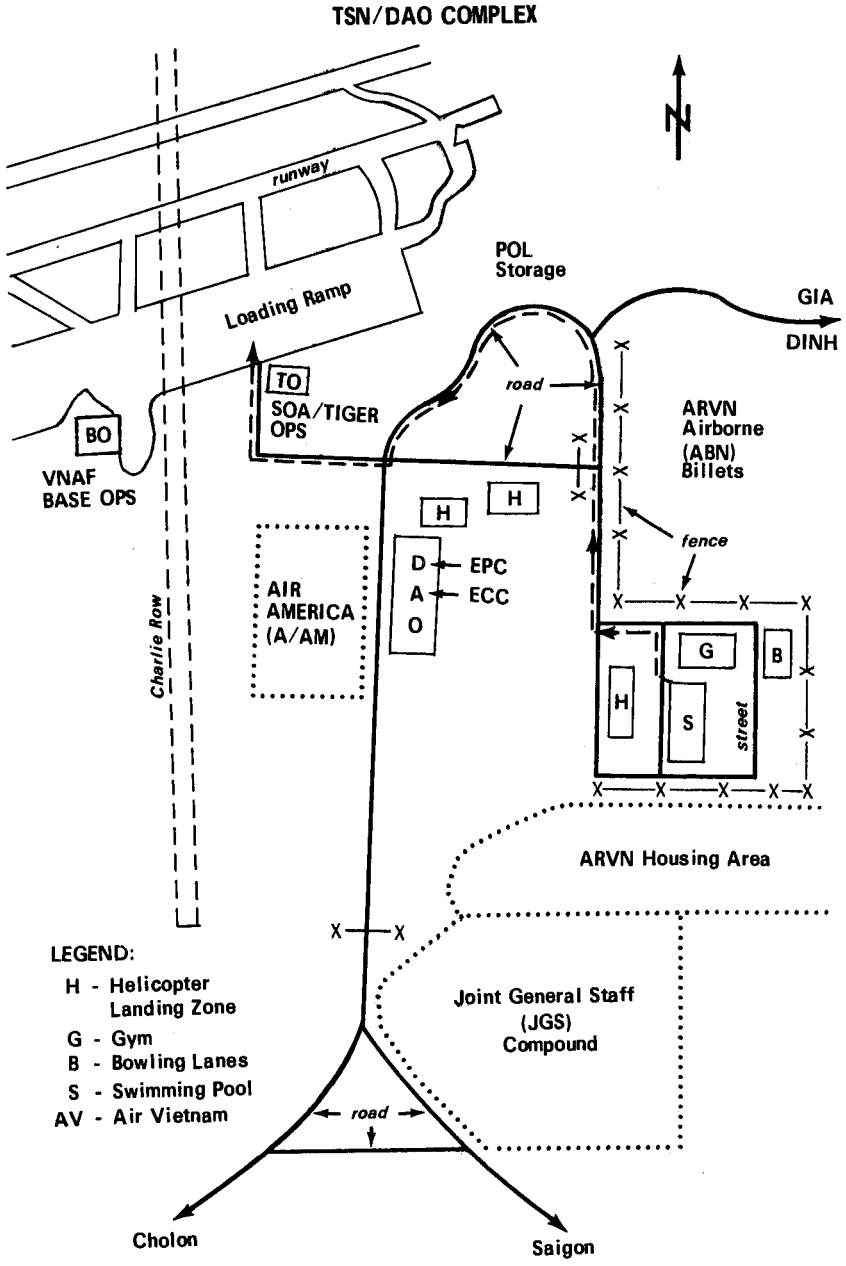 TSN/DAO COMPLEX
N
runway
POL
Storage
Loading Ramp
GIA
DINH
TO
SOA/TIGER
OPS
road
BO
VNAF
BASE OPS
ARVN
Airborne
(ABN)
Billets
X
X
X
X
X
X
X
H
H
fence
D
A
O
EPC
ECC
AIR
AMERICA
(A/AM)
Charlie Row
X
X
X
X
G
B
H
S
street
X
X
X
X
X
X
X
ARVN Housing Area
X
X
LEGEND:
H - Helicopter
Landing Zone
G - Gym
B - Bowling Lanes
S - Swimming Pool
AV - Air Vietnam
Joint General Staff
(JGS)
Compound
road
Cholon
Saigon